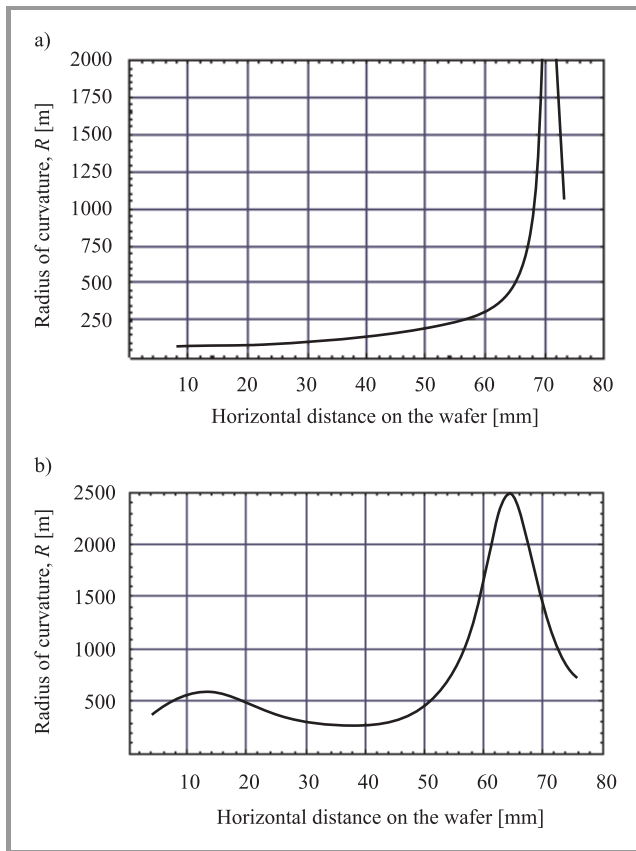 a)
2000
1750
1500
1250
1000
750
500
250
Radius of curvature, R [m]
10 20 30 40 50 60 70 80
Horizontal distance on the wafer [mm]
b)
2500
2000
1500
1000
500
Radius of curvature, R [m]
10 20 30 40 50 60 70 80
Horizontal distance on the wafer [mm]